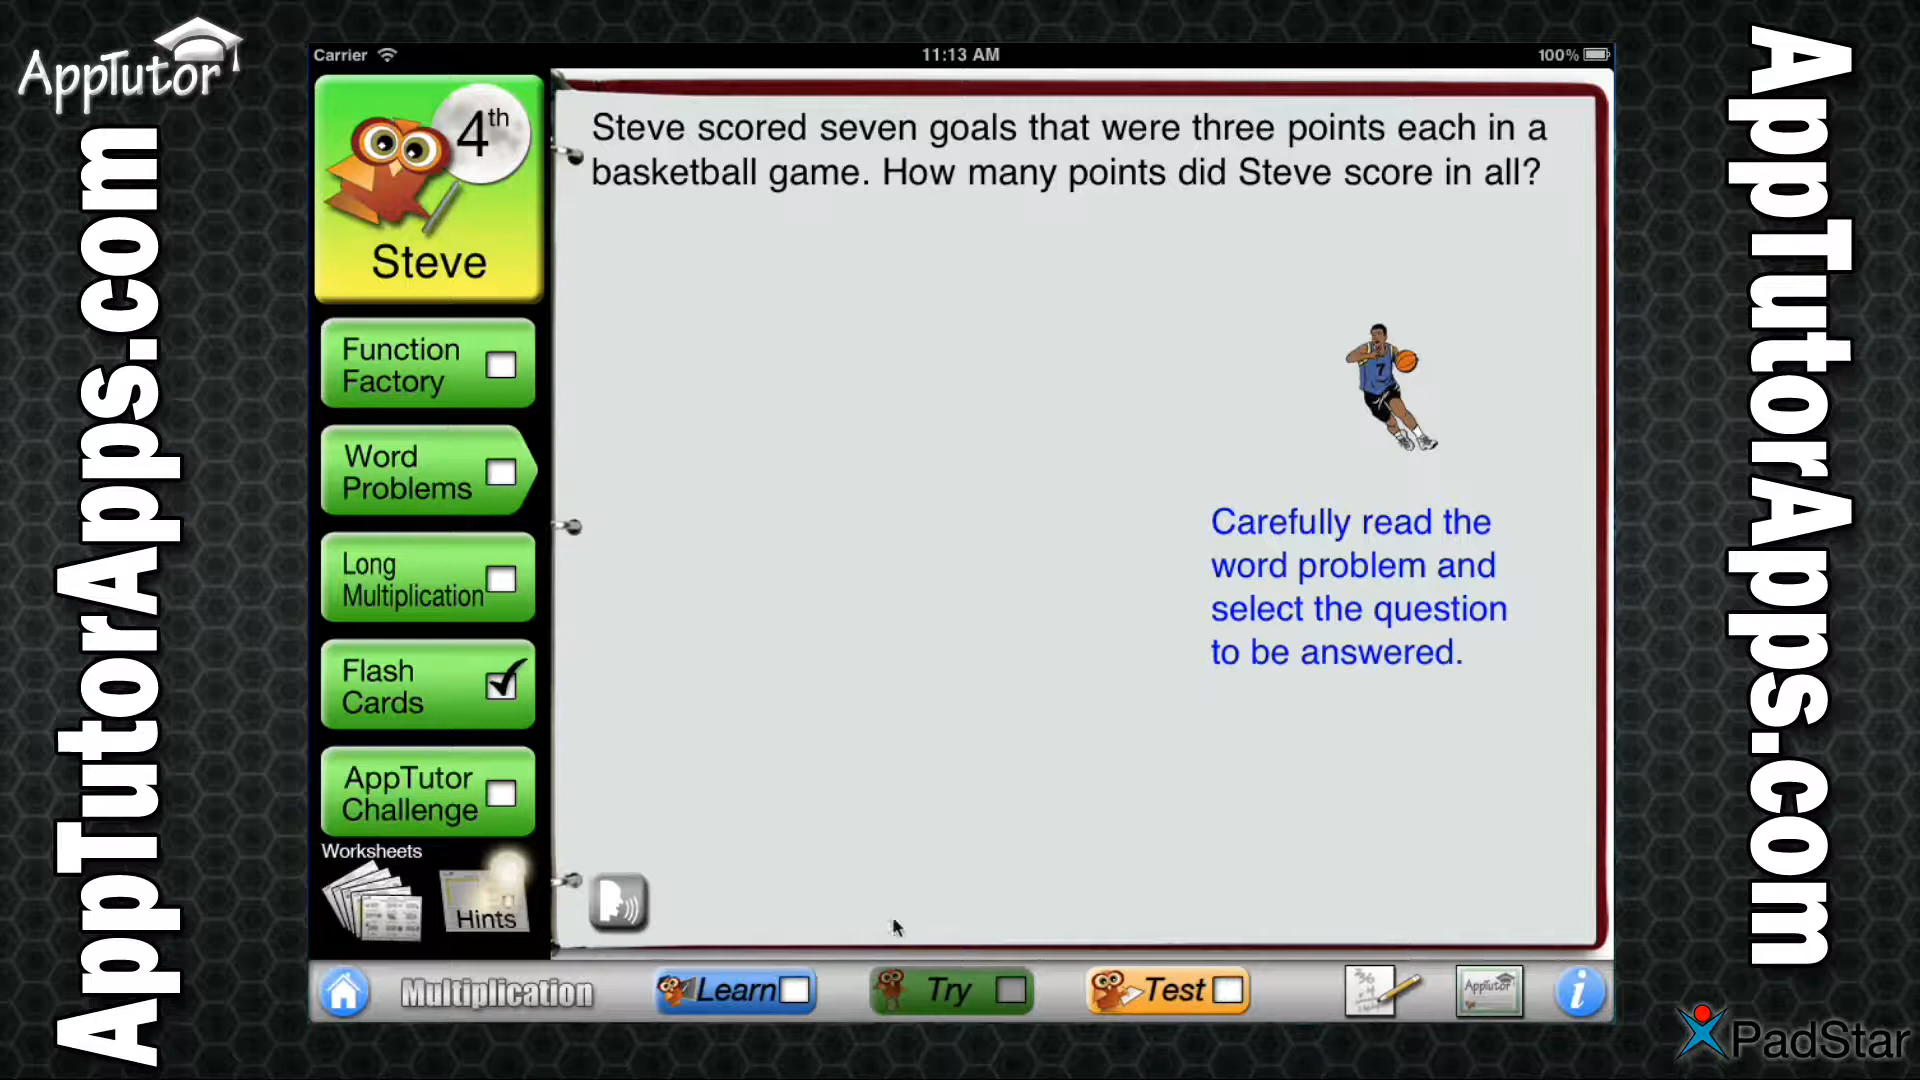 AppTutor
AppTutorApps.com
Carrier
11:13 AM
100%
4th
Steve
Function
Factory
Word
Problems
Long
Multiplication
Flash
Cards
AppTutor
Challenge
Worksheets
Hints
Steve scored seven goals that were three points each in a
basketball game. How many points did Steve score in all?
7
Carefully read the
word problem and
select the question
to be answered.
Multiplication
Learn
Try
Test
AppTutor
i
AppTutorApps.com
PadStar